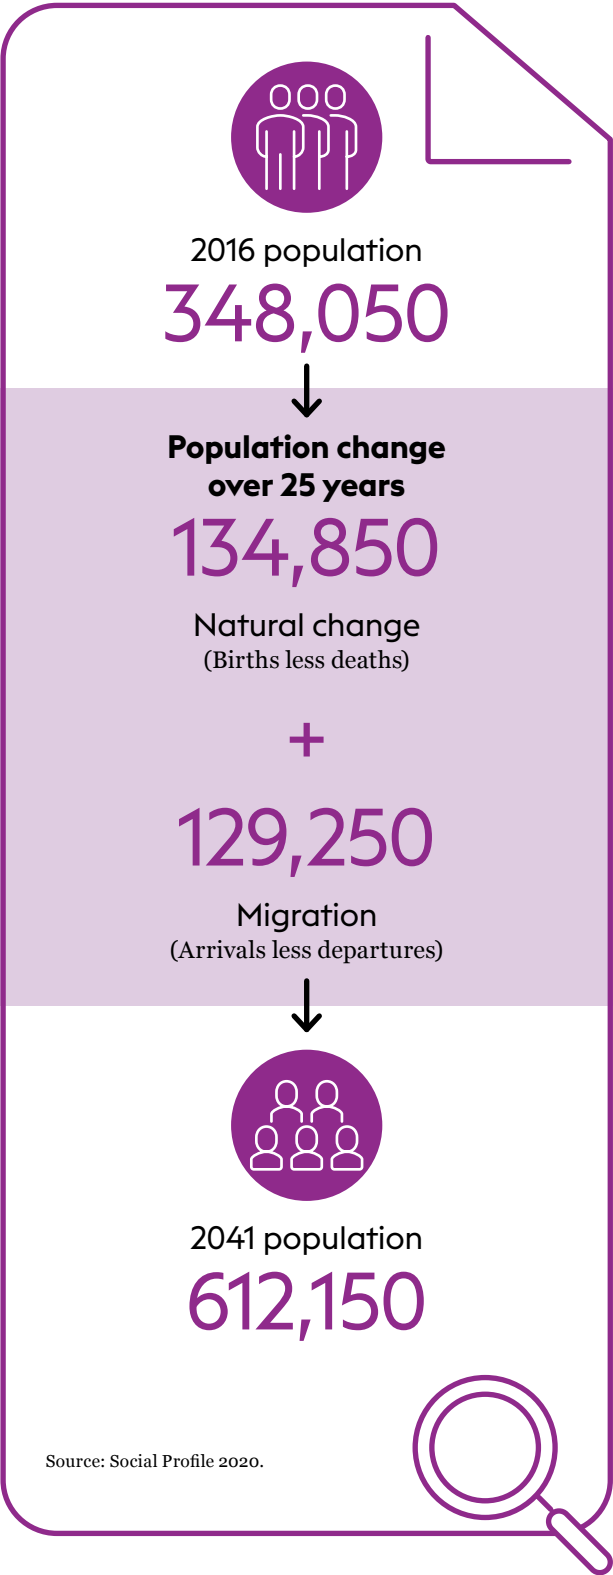 2016 population
348,050
Population change
over 25 years
134,850
Natural change
(Births less deaths)
+
129,250
Migration
(Arrivals less departures)
2041 population
612,150
Source: Social Profile 2020.